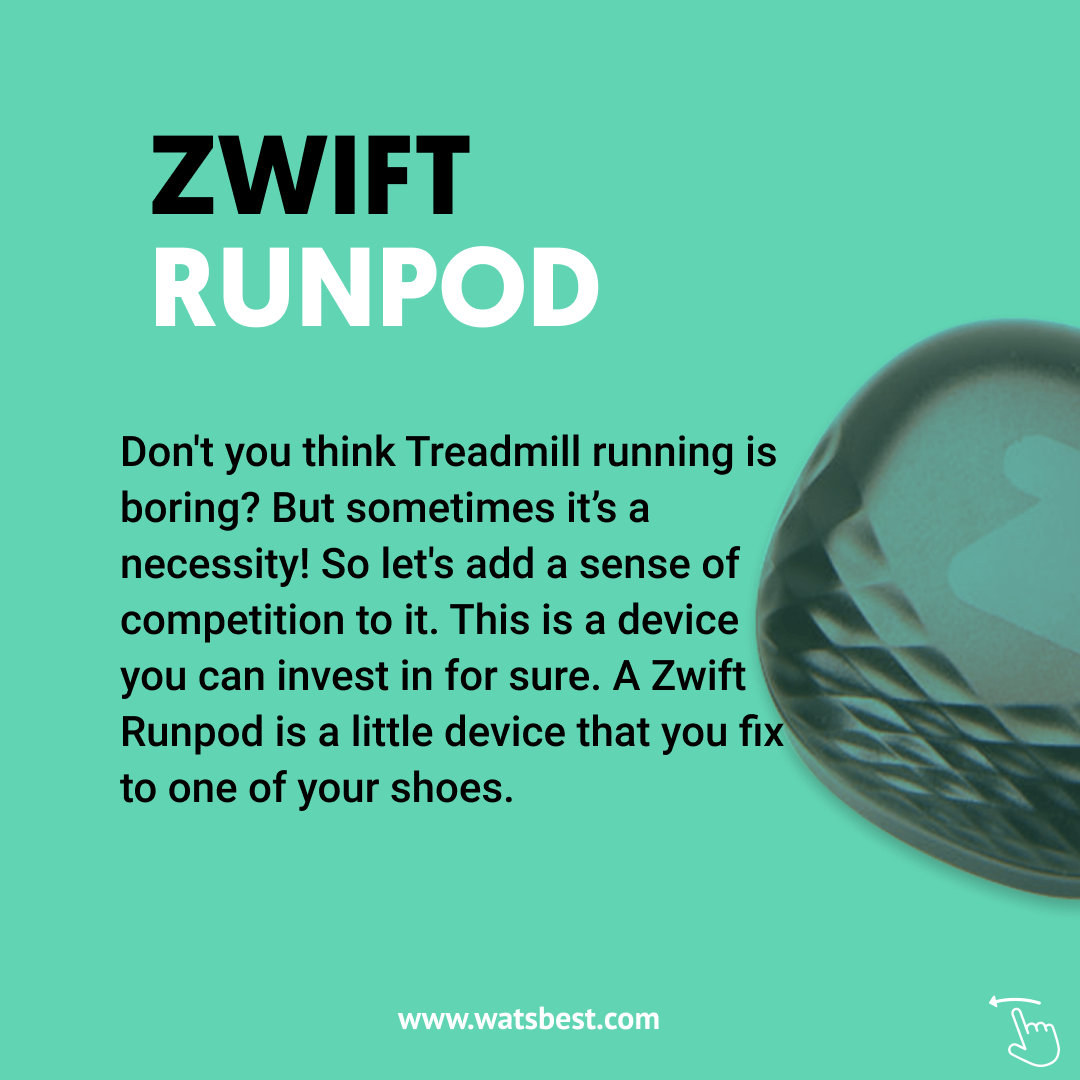 ZWIFT
RUNPOD
Don't you think Treadmill running is
boring? But sometimes it’s a
necessity! So let's add a sense of
competition to it. This is a device
you can invest in for sure. A Zwift
Runpod is a little device that you fix
to one of your shoes.
www.watsbest.com